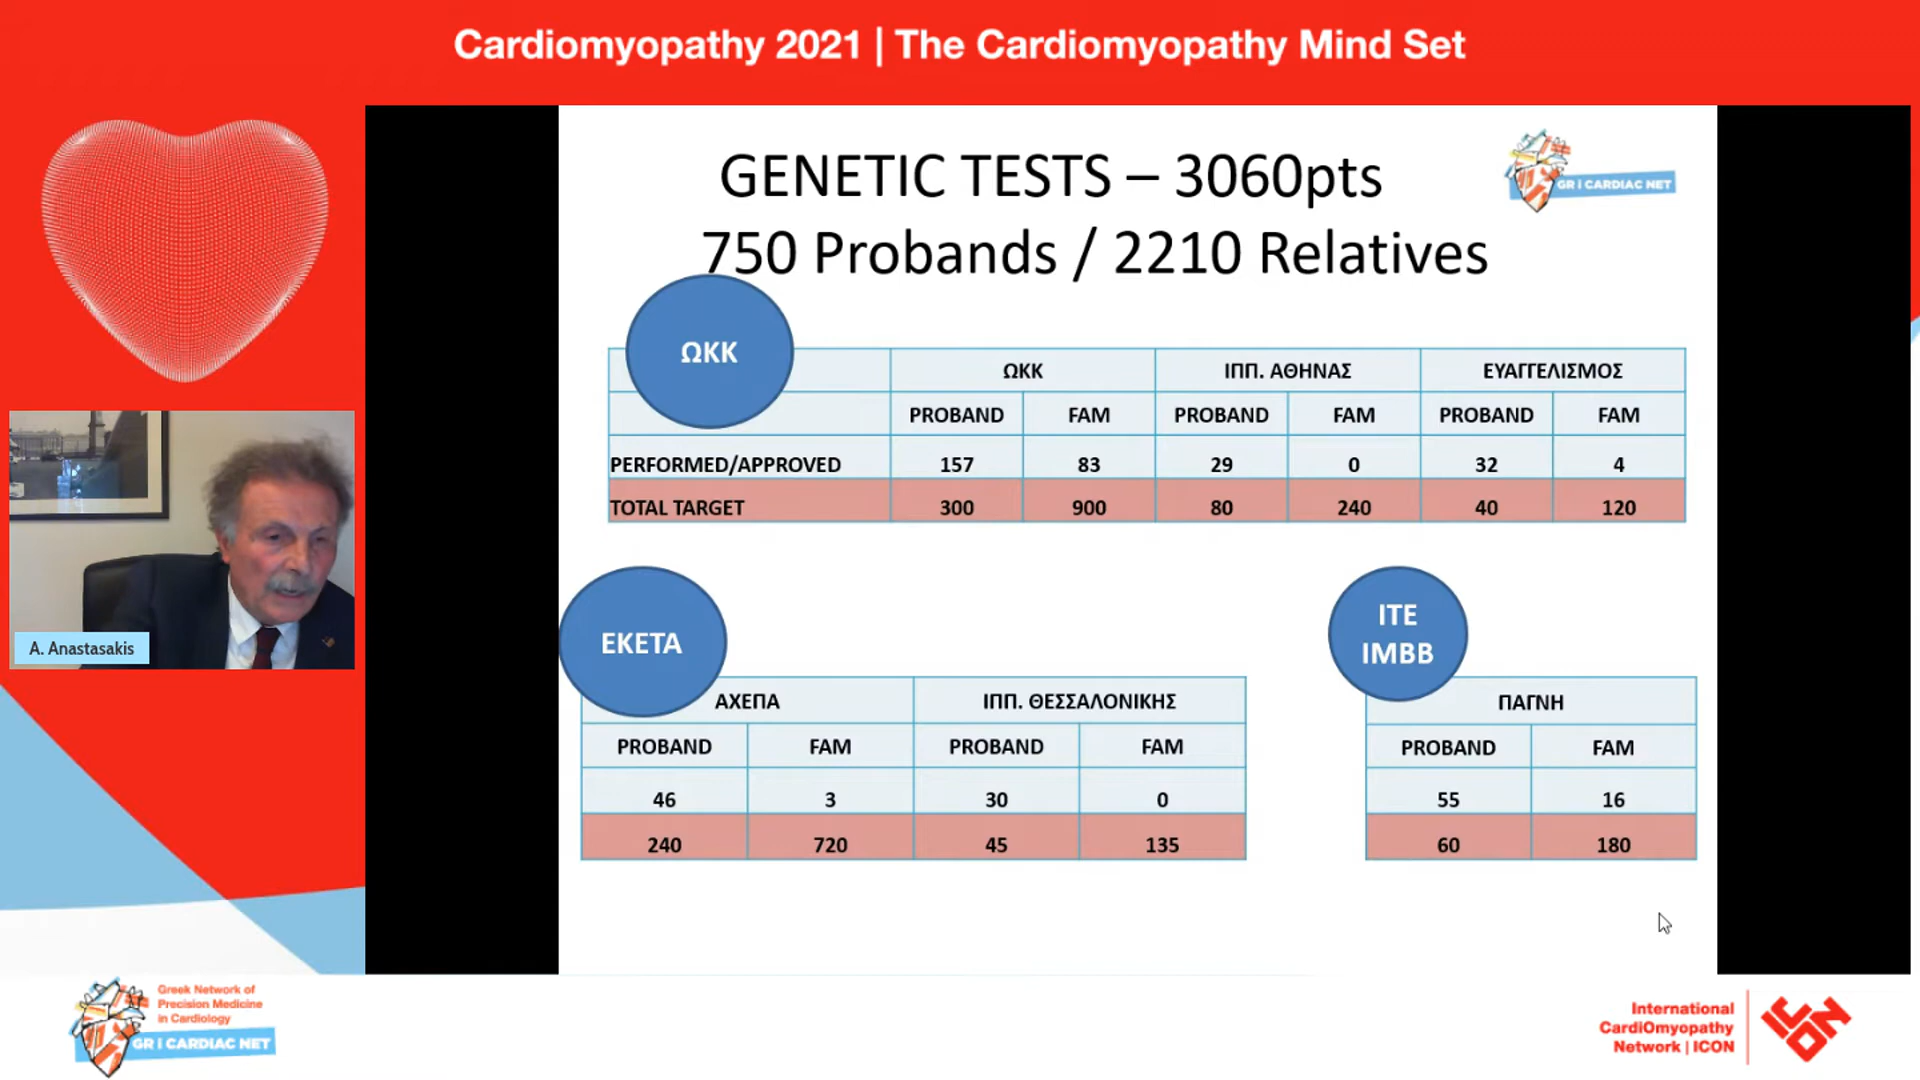 Cardiomyopathy 2021 | The Cardiomyopathy Mind Set
GENETIC TESTS – 3060pts
750 Probands / 2210 Relatives
GR | CARDIAC NET
ΩΚΚ
ΩΚΚ ΙΠΠ. ΑΘΗΝΑΣ ΕΥΑΓΓΕΛΙΣΜΟΣ
PROBAND FAM PROBAND FAM PROBAND FAM
PERFORMED/APPROVED 157 83 29 0 32 4
TOTAL TARGET 300 900 80 240 40 120
ΕΚΕΤΑ
ΑΧΕΠΑ ΙΠΠ. ΘΕΣΣΑΛΟΝΙΚΗΣ
PROBAND FAM PROBAND FAM
46 3 30 0
240 720 45 135
ΙΤΕ
IMBB
ΠΑΓΝΗ
PROBAND FAM
55 16
60 180
A. Anastasakis
Greek Network of
Precision Medicine
in Cardiology
GR | CARDIAC NET
International
CardiOmyopathy
Network | ICON
ICON